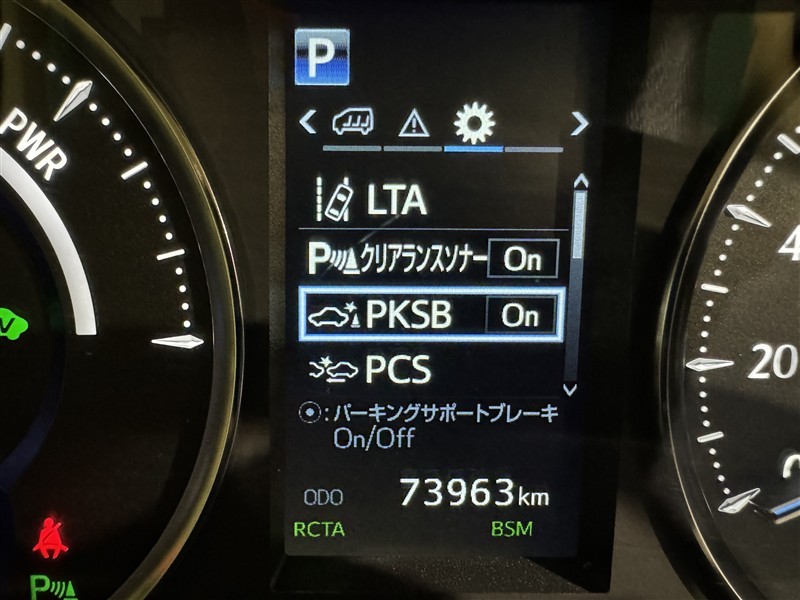 P
PWR
LTA
P クリアランスソナー On
PKSB On
PCS
:パーキングサポートブレーキ
On/Off
ODO 73963km
RCTA BSM
P
20